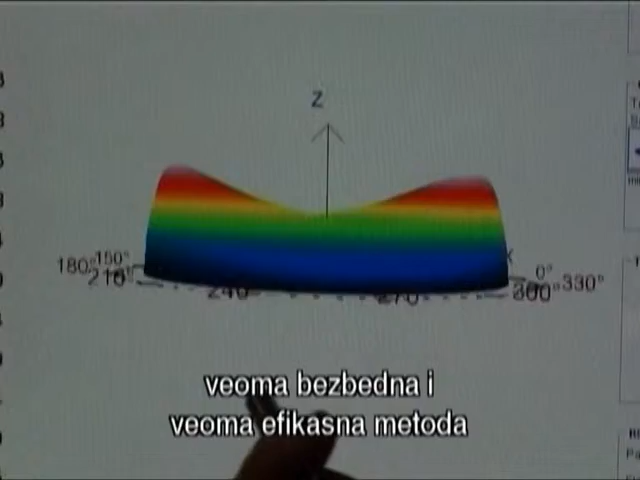 Z
180° 150° 0° 330°
210° 240° 270° 300°
veoma bezbedna i
veoma efikasna metoda